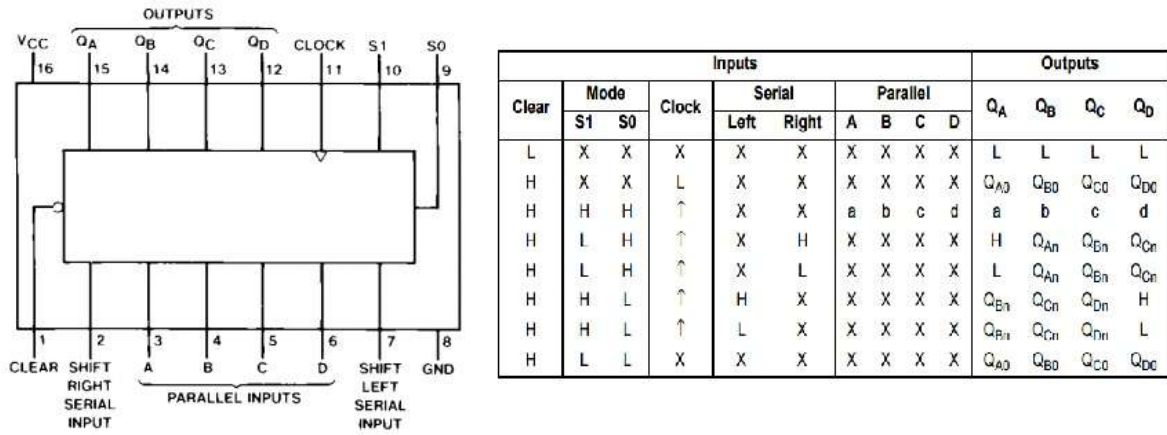 OUTPUTS
VCC QA QB QC QD CLOCK S1 S0
16 15 14 13 12 11 10 9
1 2 3 4 5 6 7 8
CLEAR SHIFT A B C D SHIFT GND
RIGHT PARALLEL INPUTS LEFT
SERIAL SERIAL
INPUT INPUT
Inputs Outputs
Clear Mode Clock Serial Parallel QA QB QC QD
S1 S0 Left Right A B C D
L X X X X X X X X X L L L L
H X X L X X X X X X QA0 QB0 QC0 QD0
H H H ↑ X X a b c d a b c d
H L H ↑ X H X X X X H QAn QBn QCn
H L H ↑ X L X X X X L QAn QBn QCn
H H L ↑ H X X X X X QBn QCn QDn H
H H L ↑ L X X X X X QBn QCn QDn L
H L L X X X X X X X QA0 QB0 QC0 QD0